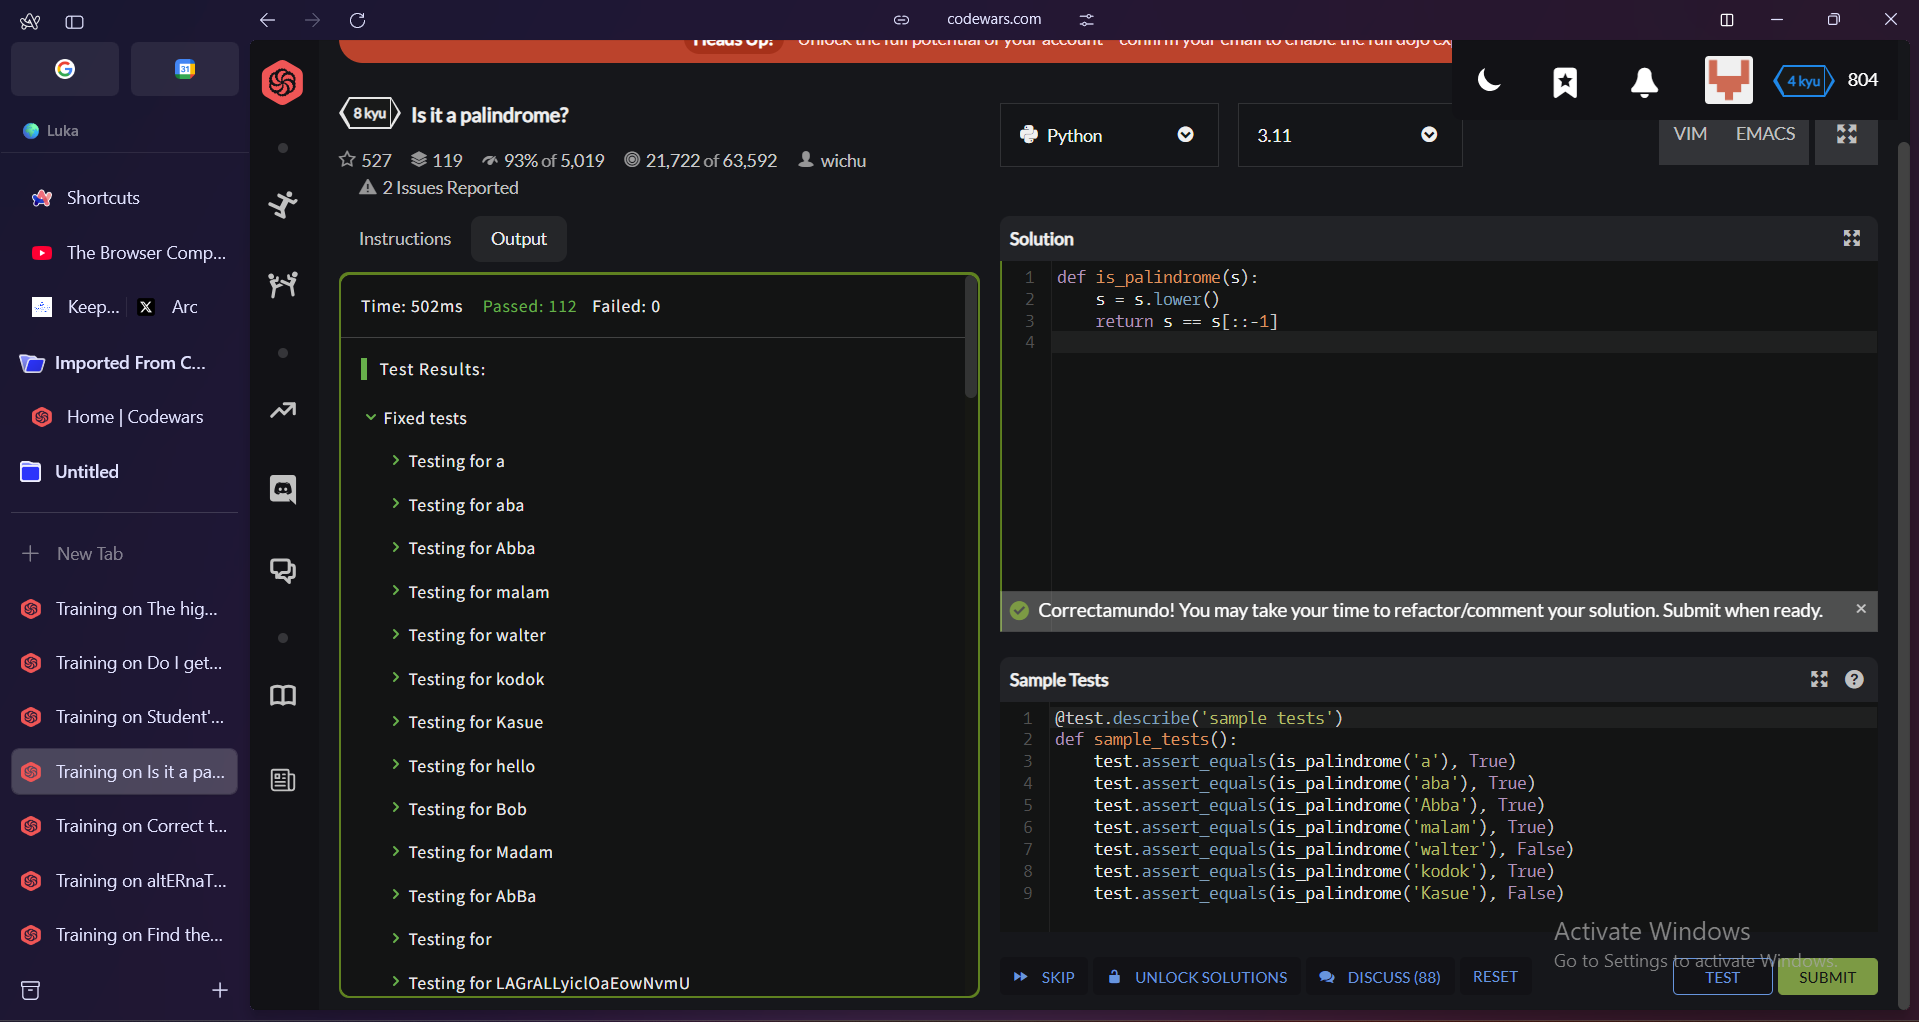 codewars.com
Luka
Shortcuts
The Browser Comp...
Keep...
Arc
Imported From C...
Home | Codewars
Untitled
New Tab
Training on The hig...
Training on Do I get...
Training on Student'...
Training on Is it a pa...
Training on Correct t...
Training on altERnaT...
Training on Find the...
Heads Up! Unlock the full potential of your account
4 kyu 804
8 kyu Is it a palindrome?
527 119 93% of 5,019 21,722 of 63,592 wichu
2 Issues Reported
Python
3.11
VIM EMACS
Instructions Output
Time: 502ms Passed: 112 Failed: 0
Test Results:
Fixed tests
Testing for a
Testing for aba
Testing for Abba
Testing for malam
Testing for walter
Testing for kodok
Testing for Kasue
Testing for hello
Testing for Bob
Testing for Madam
Testing for AbBa
Testing for
Testing for LAGrALLyiclOaEowNvmU
Solution
1 def is_palindrome(s):
2 s = s.lower()
3 return s == s[::-1]
4
Correctamundo! You may take your time to refactor/comment your solution. Submit when ready.
Sample Tests
1 @test.describe('sample tests')
2 def sample_tests():
3 test.assert_equals(is_palindrome('a'), True)
4 test.assert_equals(is_palindrome('aba'), True)
5 test.assert_equals(is_palindrome('Abba'), True)
6 test.assert_equals(is_palindrome('malam'), True)
7 test.assert_equals(is_palindrome('walter'), False)
8 test.assert_equals(is_palindrome('kodok'), True)
9 test.assert_equals(is_palindrome('Kasue'), False)
Activate Windows
Go to Settings to activate Windows.
SKIP UNLOCK SOLUTIONS DISCUSS (88) RESET TEST SUBMIT